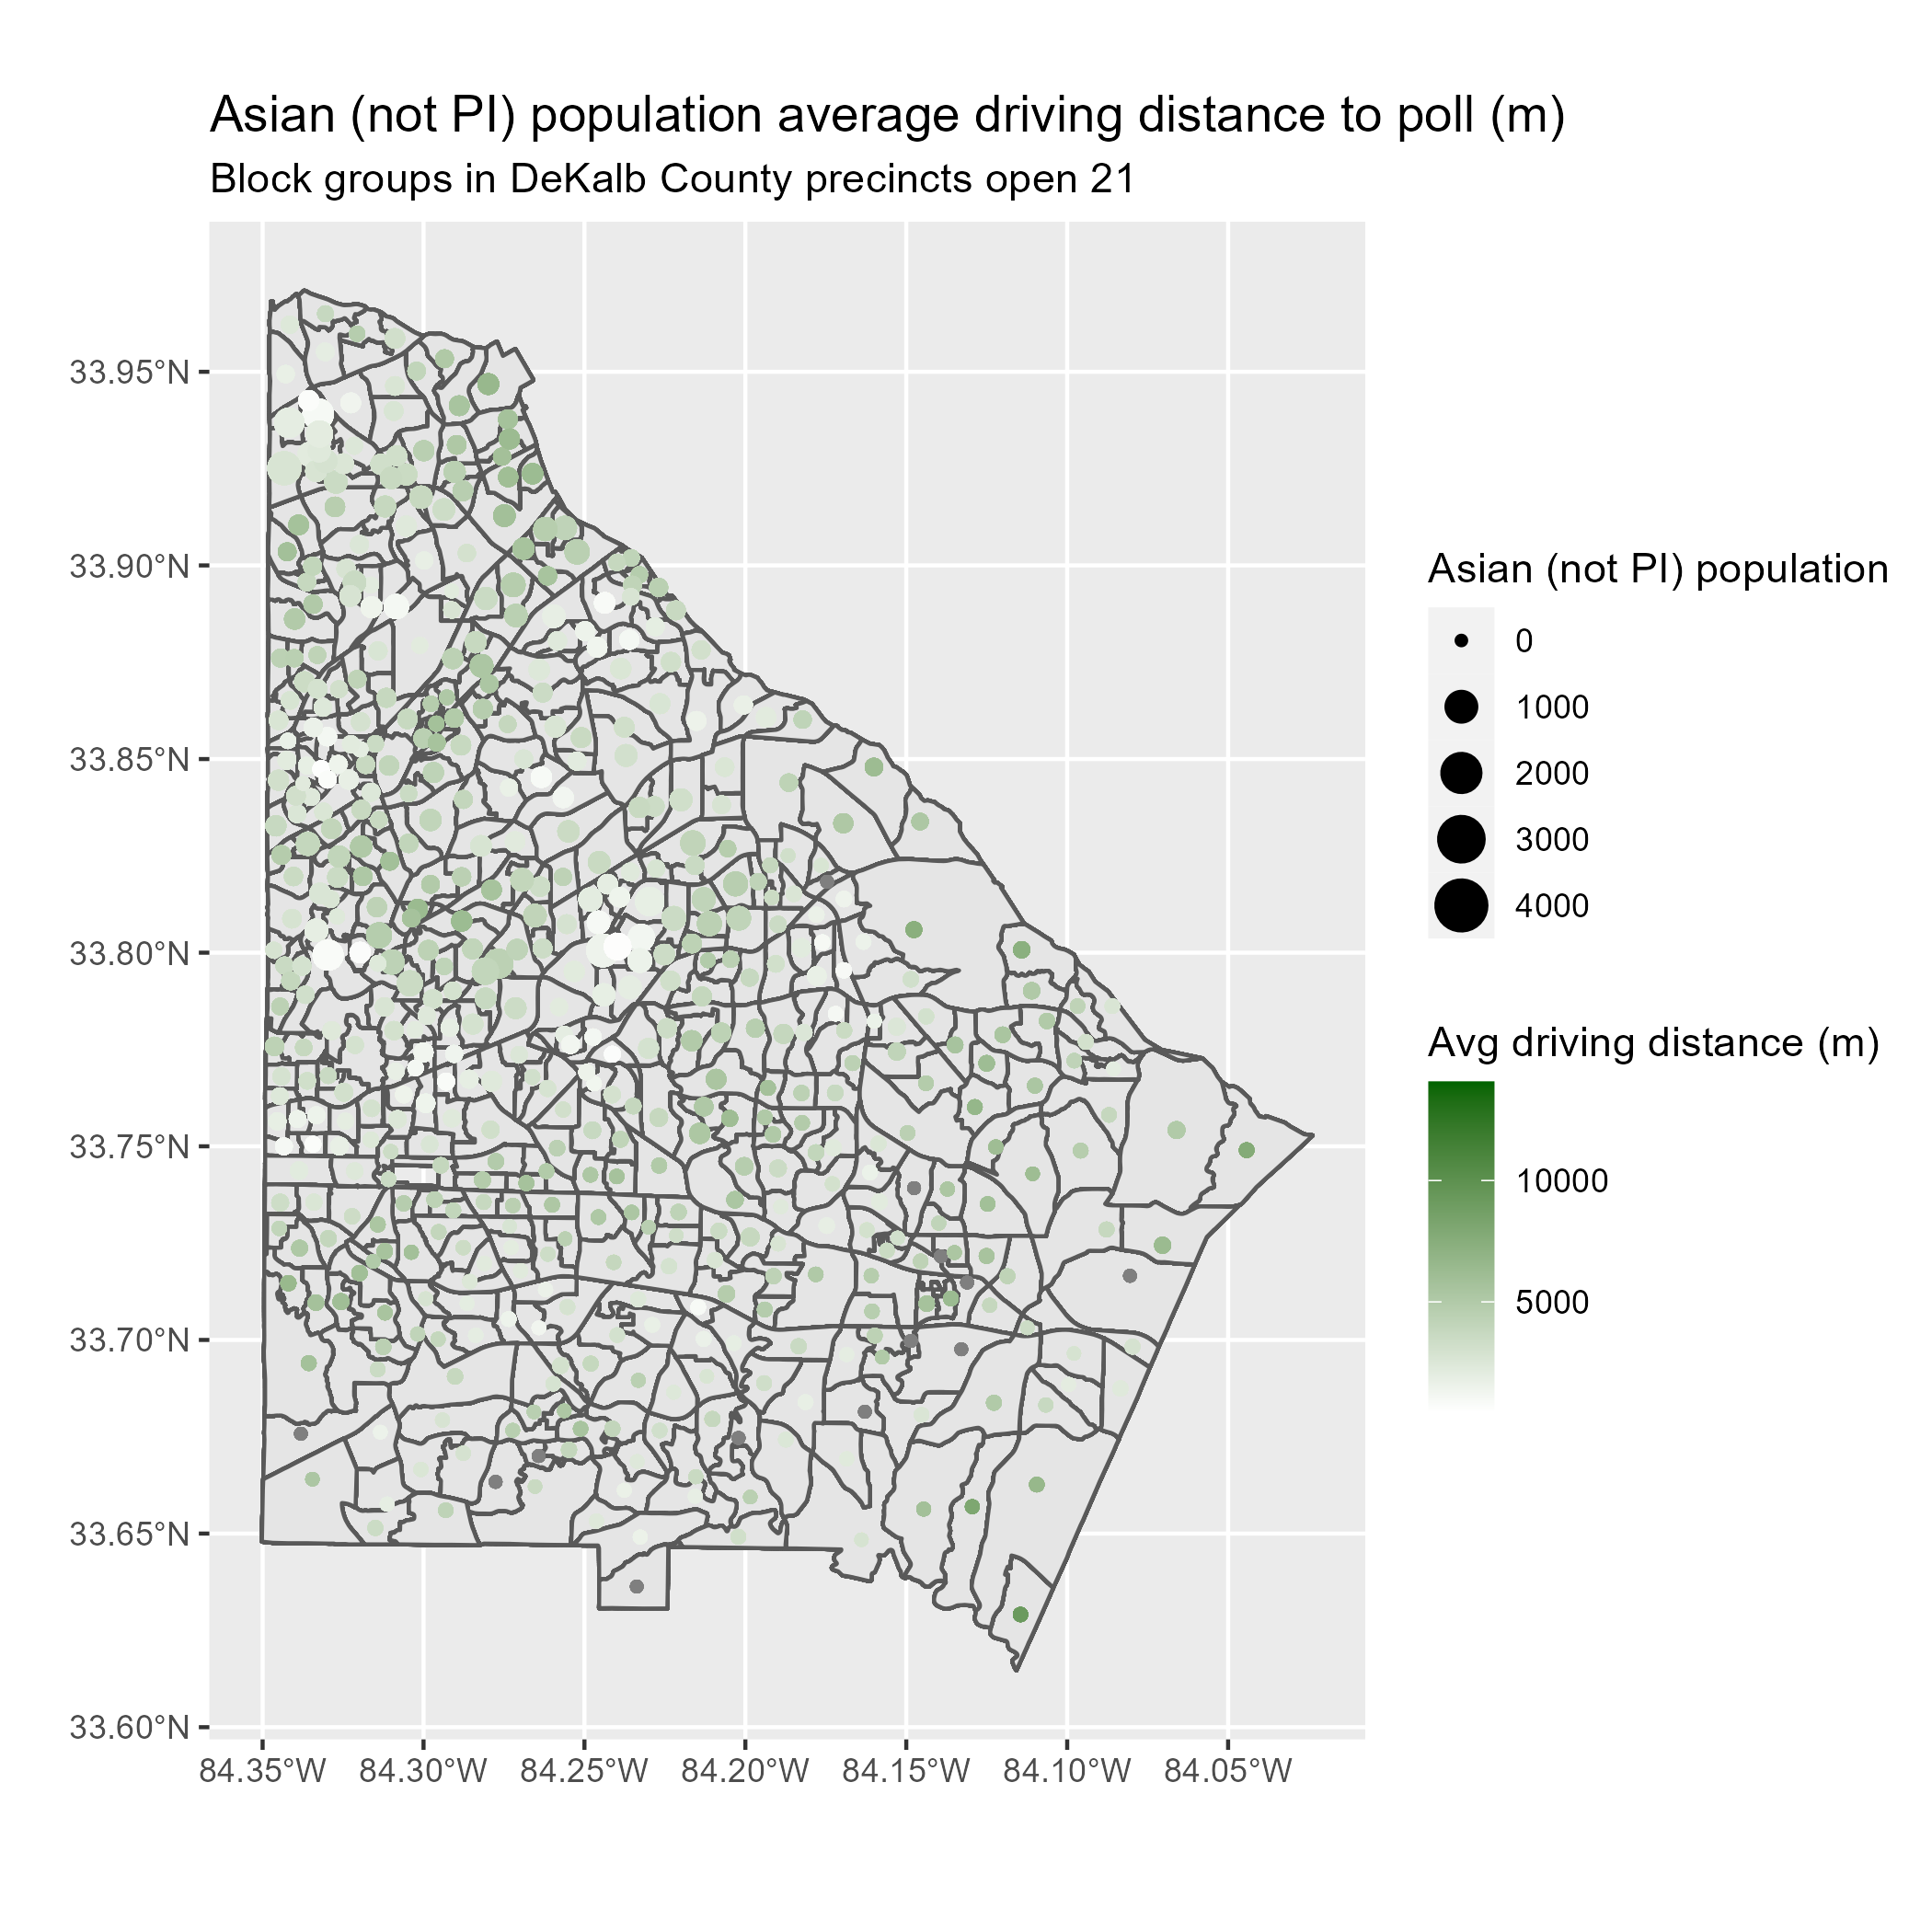 Asian (not PI) population average driving distance to poll (m)
Block groups in DeKalb County precincts open 21
33.95°N
33.90°N
33.85°N
33.80°N
33.75°N
33.70°N
33.65°N
33.60°N
84.35°W 84.30°W 84.25°W 84.20°W 84.15°W 84.10°W 84.05°W
Asian (not PI) population
0
1000
2000
3000
4000
Avg driving distance (m)
10000
5000